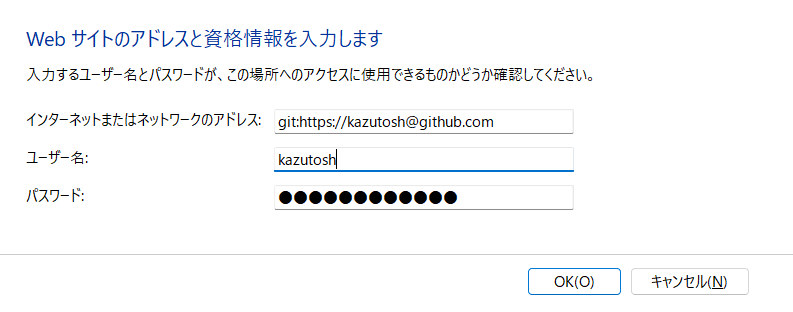 Web サイトのアドレスと資格情報を入力します
入力するユーザー名とパスワードが、この場所へのアクセスに使用できるものかどうか確認してください。
インターネットまたはネットワークのアドレス: git:https://kazutosh@github.com
ユーザー名: kazutosh
パスワード: ●●●●●●●●●●●●
OK(O) キャンセル(N)